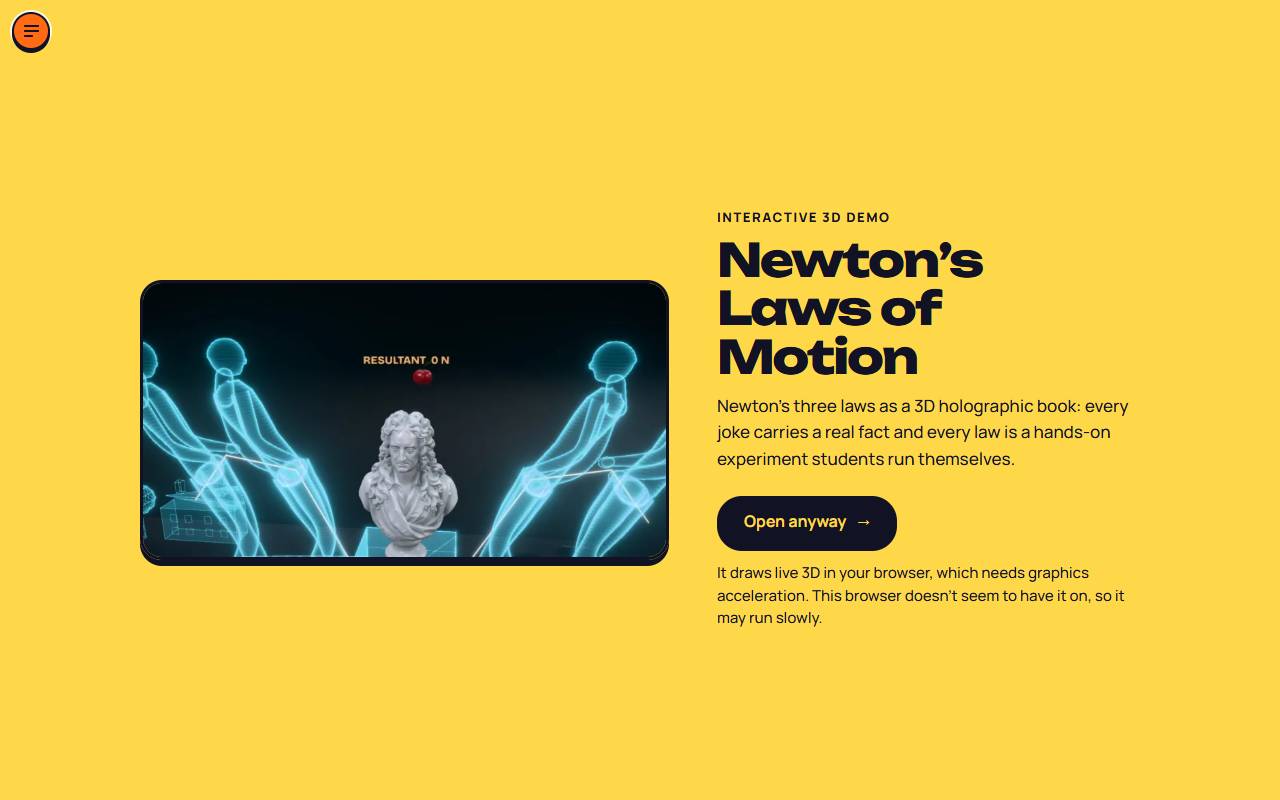 INTERACTIVE 3D DEMO
Newton’s
Laws of
Motion
RESULTANT 0 N
Newton’s three laws as a 3D holographic book: every
joke carries a real fact and every law is a hands-on
experiment students run themselves.
Open anyway →
It draws live 3D in your browser, which needs graphics
acceleration. This browser doesn’t seem to have it on, so it
may run slowly.